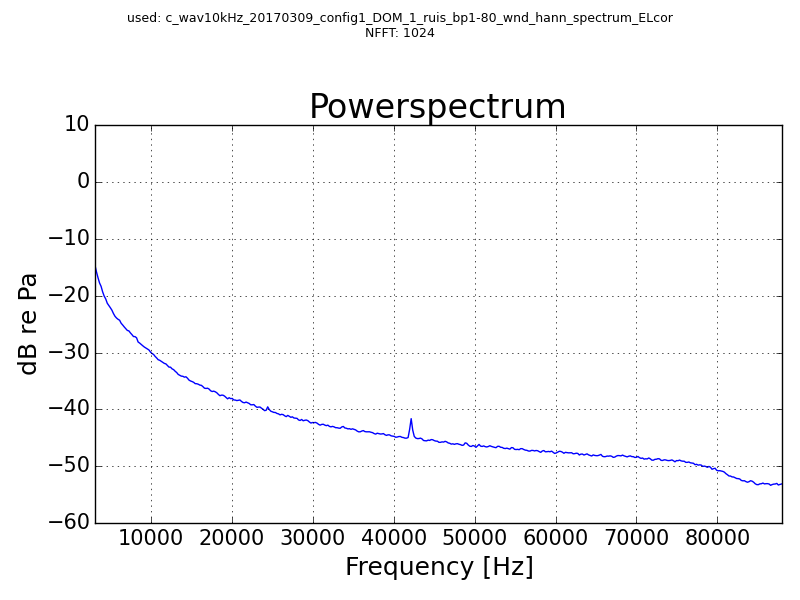 used: c_wav10kHz_20170309_config1_DOM_1_ruis_bp1-80_wnd_hann_spectrum_ELcor
NFFT: 1024
Powerspectrum
10
0
−10
−20
−30
−40
−50
−60
dB re Pa
10000 20000 30000 40000 50000 60000 70000 80000
Frequency [Hz]